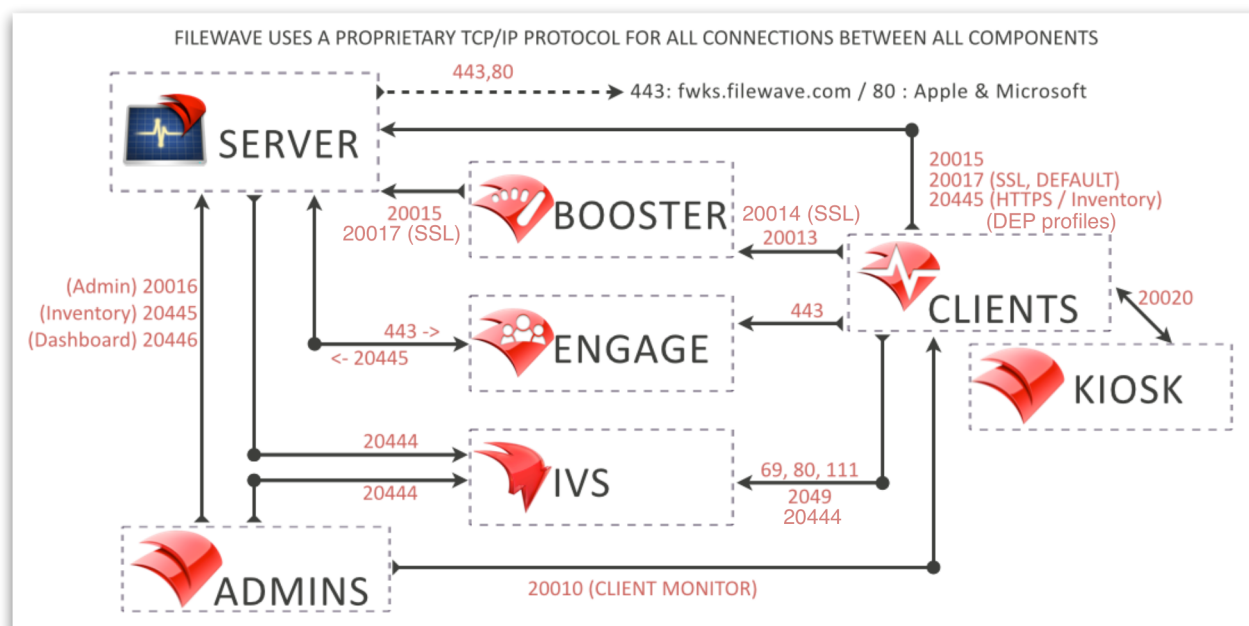 FILEWAVE USES A PROPRIETARY TCP/IP PROTOCOL FOR ALL CONNECTIONS BETWEEN ALL COMPONENTS
443,80
443: fwks.filewave.com / 80 : Apple & Microsoft
SERVER
20015
20017 (SSL, DEFAULT)
20445 (HTTPS / Inventory)
(DEP profiles)
20015
20017 (SSL)
BOOSTER
20014 (SSL)
20013
(Admin) 20016
(Inventory) 20445
(Dashboard) 20446
443 ->
<- 20445
ENGAGE
443
CLIENTS
20020
KIOSK
20444
20444
IVS
69, 80, 111
2049
20444
ADMINS
20010 (CLIENT MONITOR)